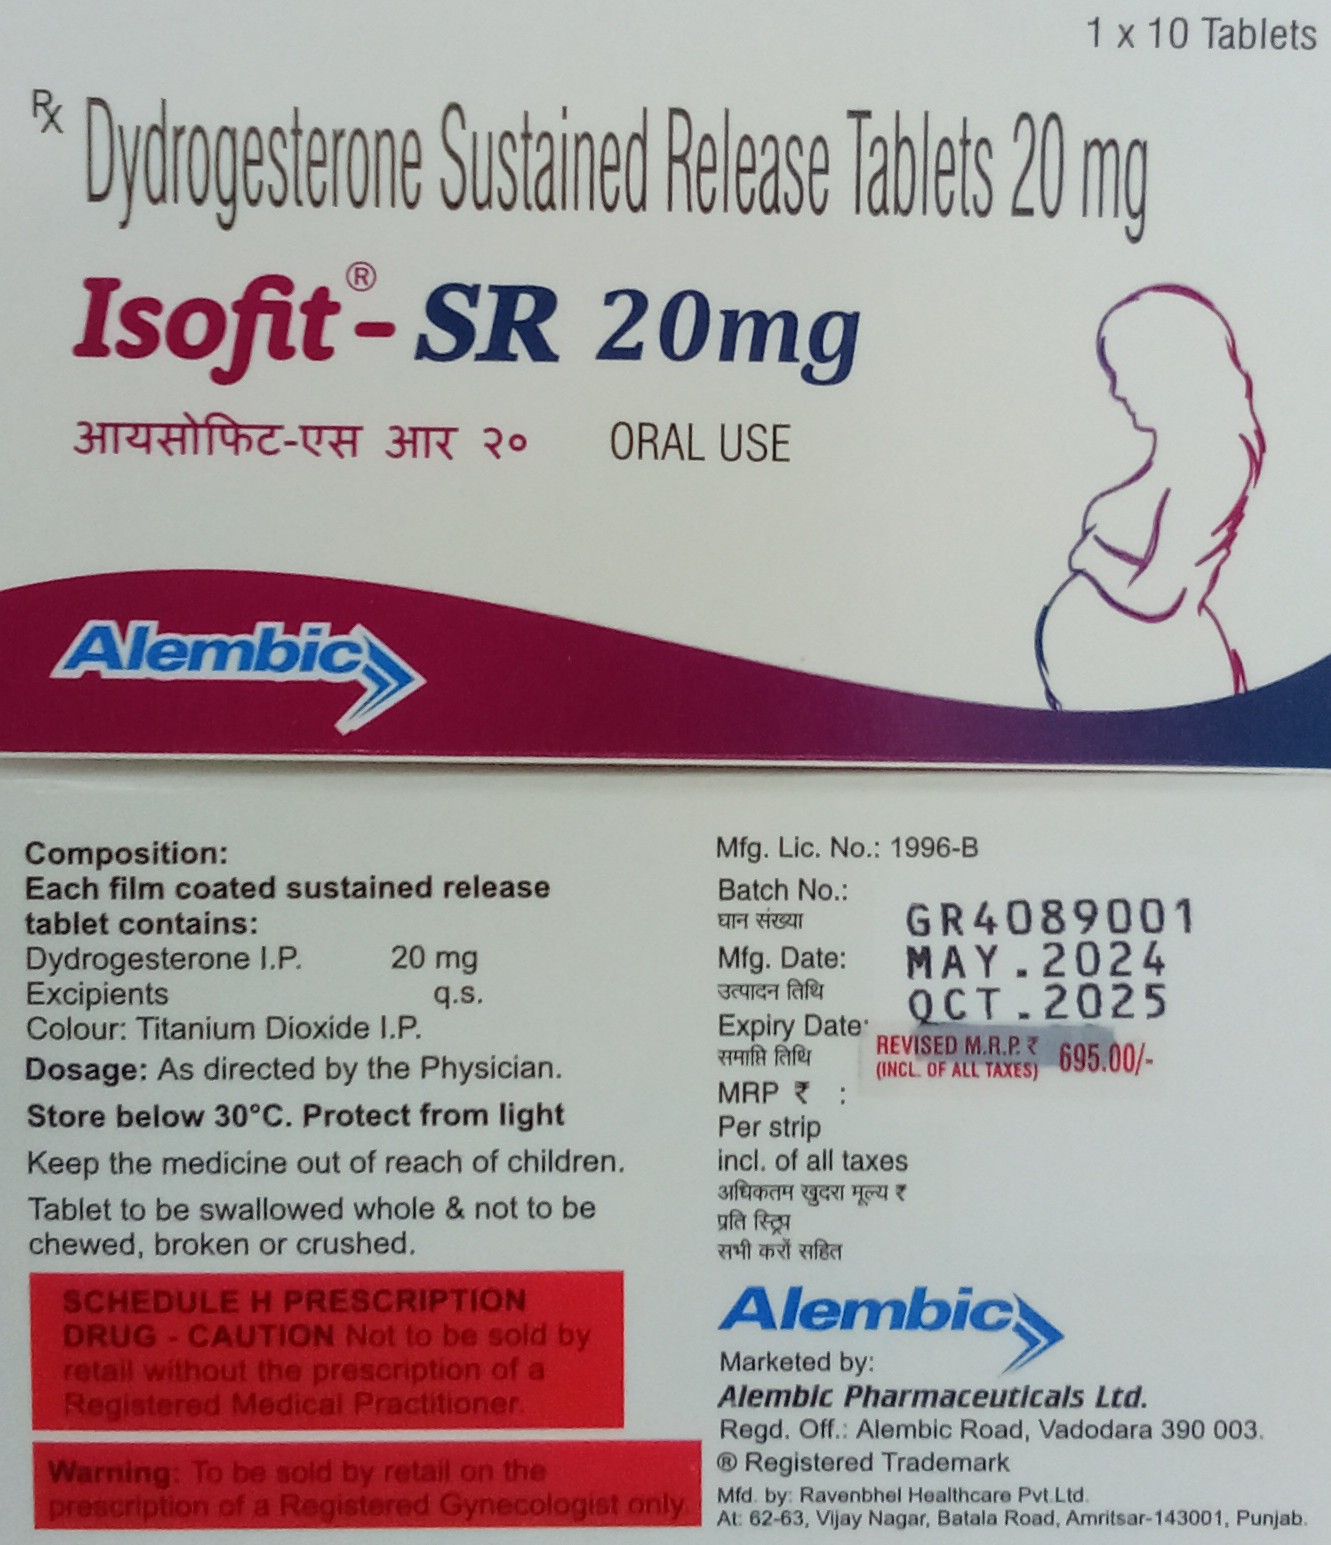 1 x 10 Tablets
Rx Dydrogesterone Sustained Release Tablets 20 mg
Isofit®-SR 20mg
आयसोफिट-एस आर २० ORAL USE
Alembic
Composition:
Each film coated sustained release
tablet contains:
Dydrogesterone I.P. 20 mg
Excipients q.s.
Colour: Titanium Dioxide I.P.
Dosage: As directed by the Physician.
Store below 30°C. Protect from light
Keep the medicine out of reach of children.
Tablet to be swallowed whole & not to be
chewed, broken or crushed.
SCHEDULE H PRESCRIPTION
DRUG - CAUTION Not to be sold by
retail without the prescription of a
Registered Medical Practitioner.
Warning: To be sold by retail on the
prescription of a Registered Gynecologist only.
Mfg. Lic. No.: 1996-B
Batch No.: GR4089001
घान संख्या
Mfg. Date: MAY.2024
उत्पादन तिथि
Expiry Date: OCT.2025
समाप्ति तिथि
REVISED M.R.P. ₹ 695.00/-
(INCL. OF ALL TAXES)
MRP ₹ :
Per strip
incl. of all taxes
अधिकतम खुदरा मूल्य ₹
प्रति स्ट्रिप
सभी करों सहित
Alembic
Marketed by:
Alembic Pharmaceuticals Ltd.
Regd. Off.: Alembic Road, Vadodara 390 003.
® Registered Trademark
Mfd. by: Ravenbhel Healthcare Pvt.Ltd.
At: 62-63, Vijay Nagar, Batala Road, Amritsar-143001, Punjab.